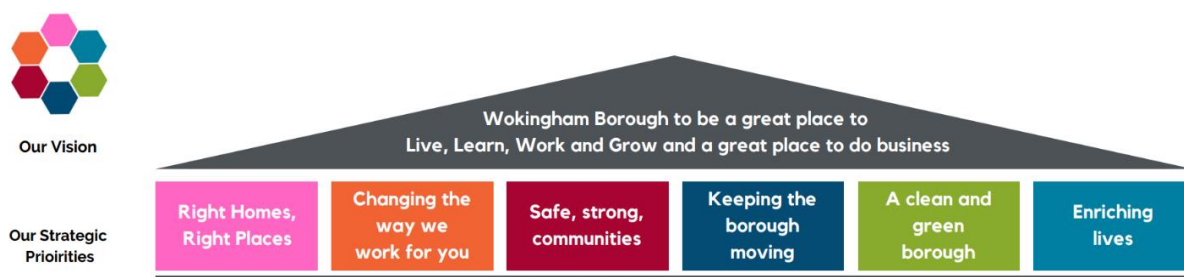 Our Vision
Wokingham Borough to be a great place to
Live, Learn, Work and Grow and a great place to do business
Our Strategic
Prioirities
Right Homes,
Right Places
Changing the
way we
work for you
Safe, strong,
communities
Keeping the
borough
moving
A clean and
green
borough
Enriching
lives